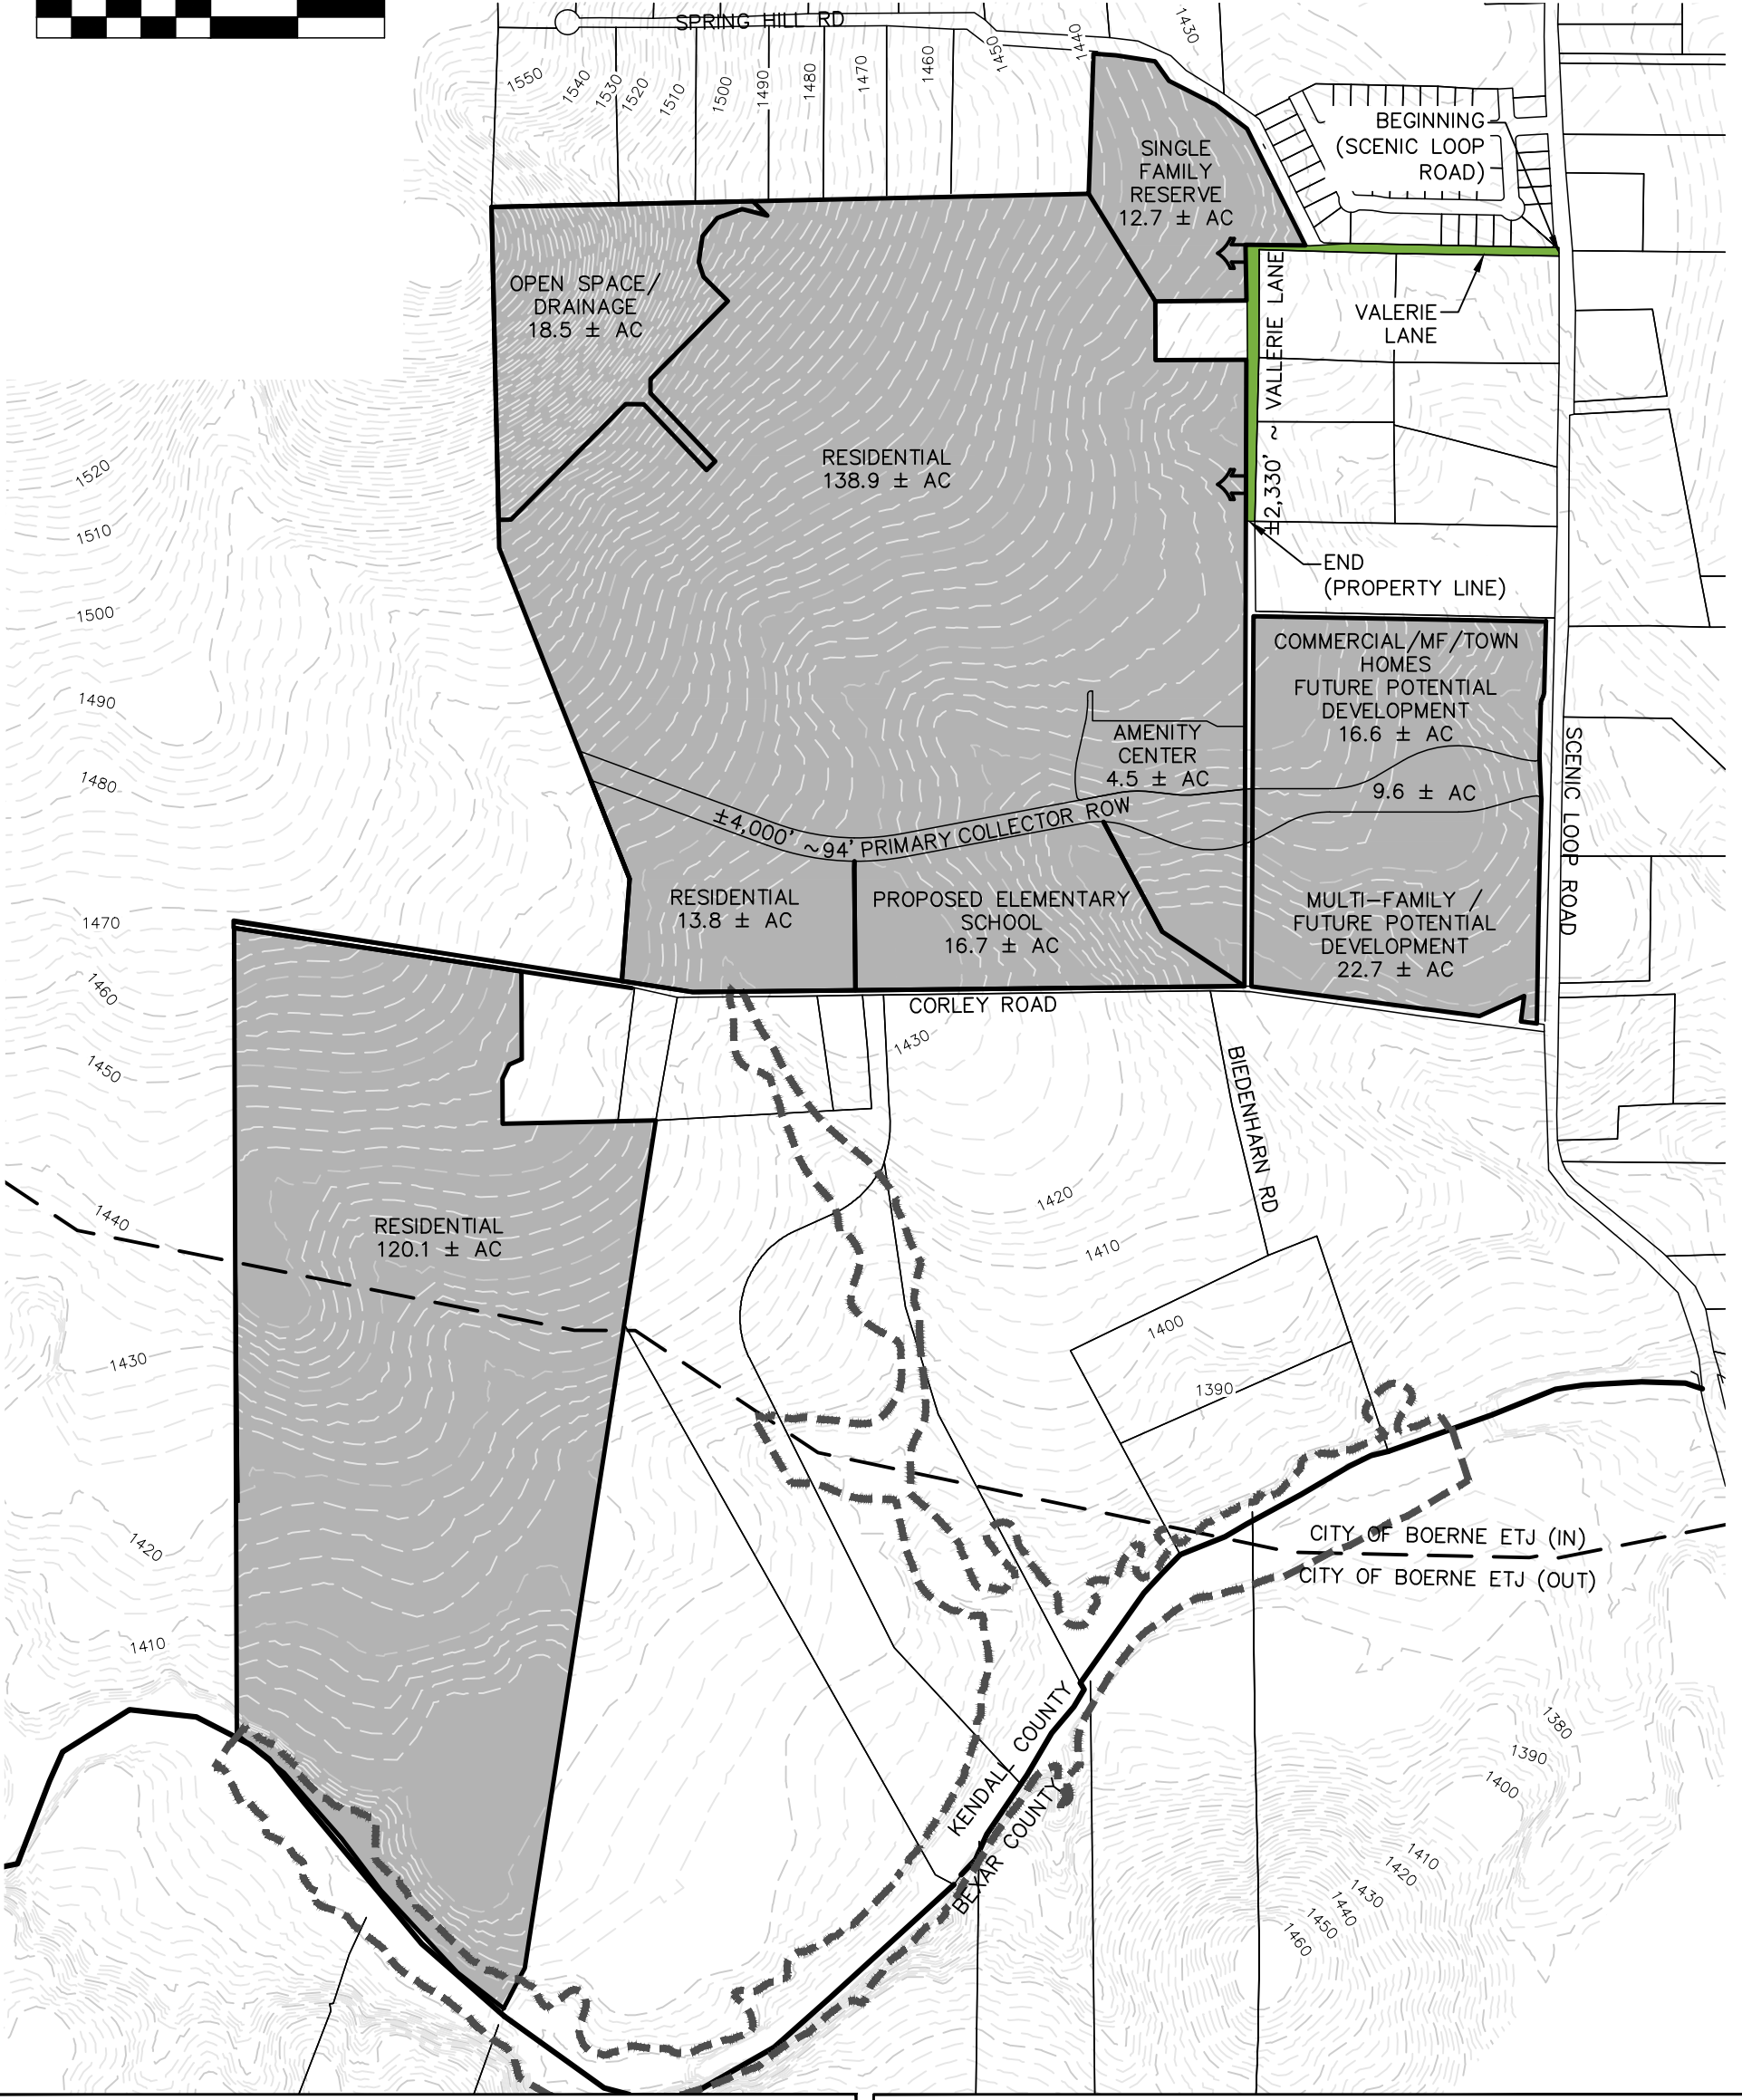 SPRING HILL RD
1550
1540
1530
1520
1510
1500
1490
1480
1470
1460
1450
1440
1430
BEGINNING
(SCENIC LOOP
ROAD)
SINGLE
FAMILY
RESERVE
12.7 ± AC
OPEN SPACE/
DRAINAGE
18.5 ± AC
VALERIE
LANE
±2,330' ~ VALLERIE LANE
RESIDENTIAL
138.9 ± AC
END
(PROPERTY LINE)
1520
1510
1500
1490
1480
1470
1460
1450
1440
1430
1420
1410
COMMERCIAL/MF/TOWN
HOMES
FUTURE POTENTIAL
DEVELOPMENT
16.6 ± AC
AMENITY
CENTER
4.5 ± AC
9.6 ± AC
SCENIC LOOP ROAD
±4,000' ~94' PRIMARY COLLECTOR ROW
RESIDENTIAL
13.8 ± AC
PROPOSED ELEMENTARY
SCHOOL
16.7 ± AC
MULTI-FAMILY /
FUTURE POTENTIAL
DEVELOPMENT
22.7 ± AC
CORLEY ROAD
1430
BIEDENHARN RD
1420
1410
1400
1390
RESIDENTIAL
120.1 ± AC
CITY OF BOERNE ETJ (IN)
CITY OF BOERNE ETJ (OUT)
KENDALL COUNTY
BEXAR COUNTY
1380
1390
1400
1410
1420
1430
1440
1450
1460